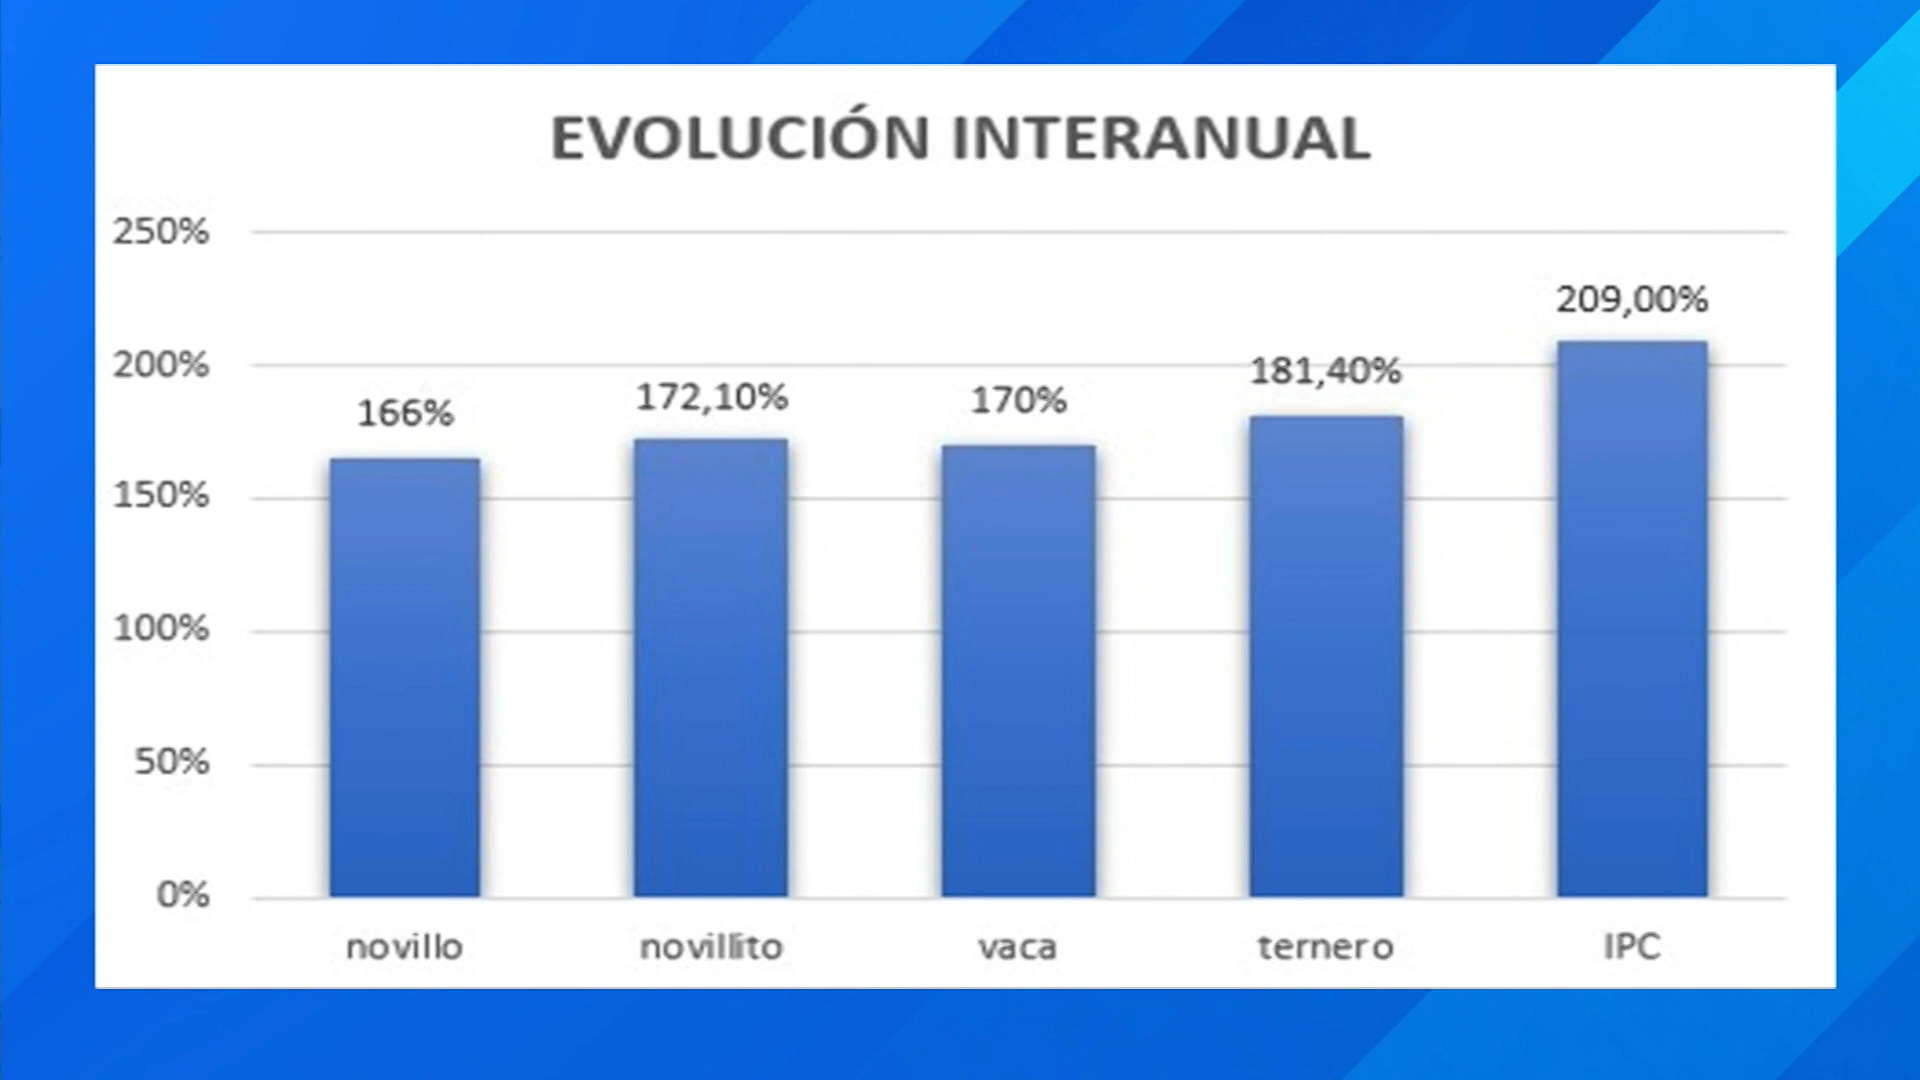 EVOLUCIÓN INTERANUAL
250%
200%
150%
100%
50%
0%
166%
172,10%
170%
181,40%
209,00%
novillo
novillito
vaca
ternero
IPC